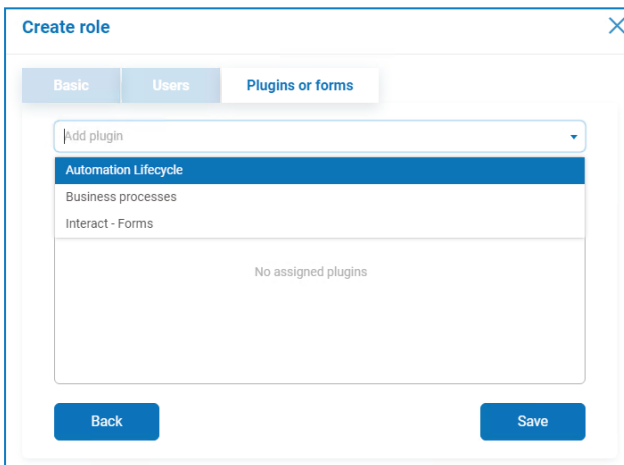 Create role
Basic Users Plugins or forms
Add plugin
Automation Lifecycle
Business processes
Interact - Forms
No assigned plugins
Back Save